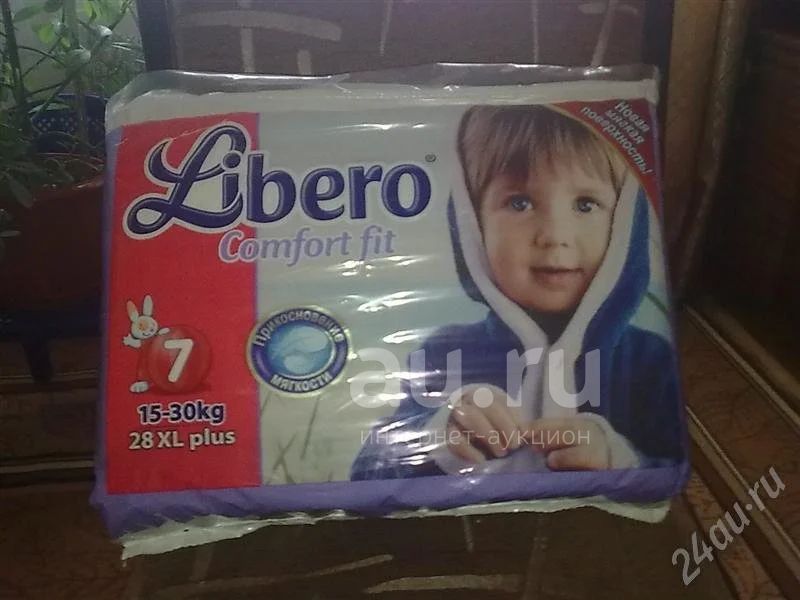 Libero®
Comfort fit
Новая
мягкая
поверхность!
Прикосновение
мягкости
7
15-30kg
28 XL plus
au.ru
интернет-аукцион
24au.ru